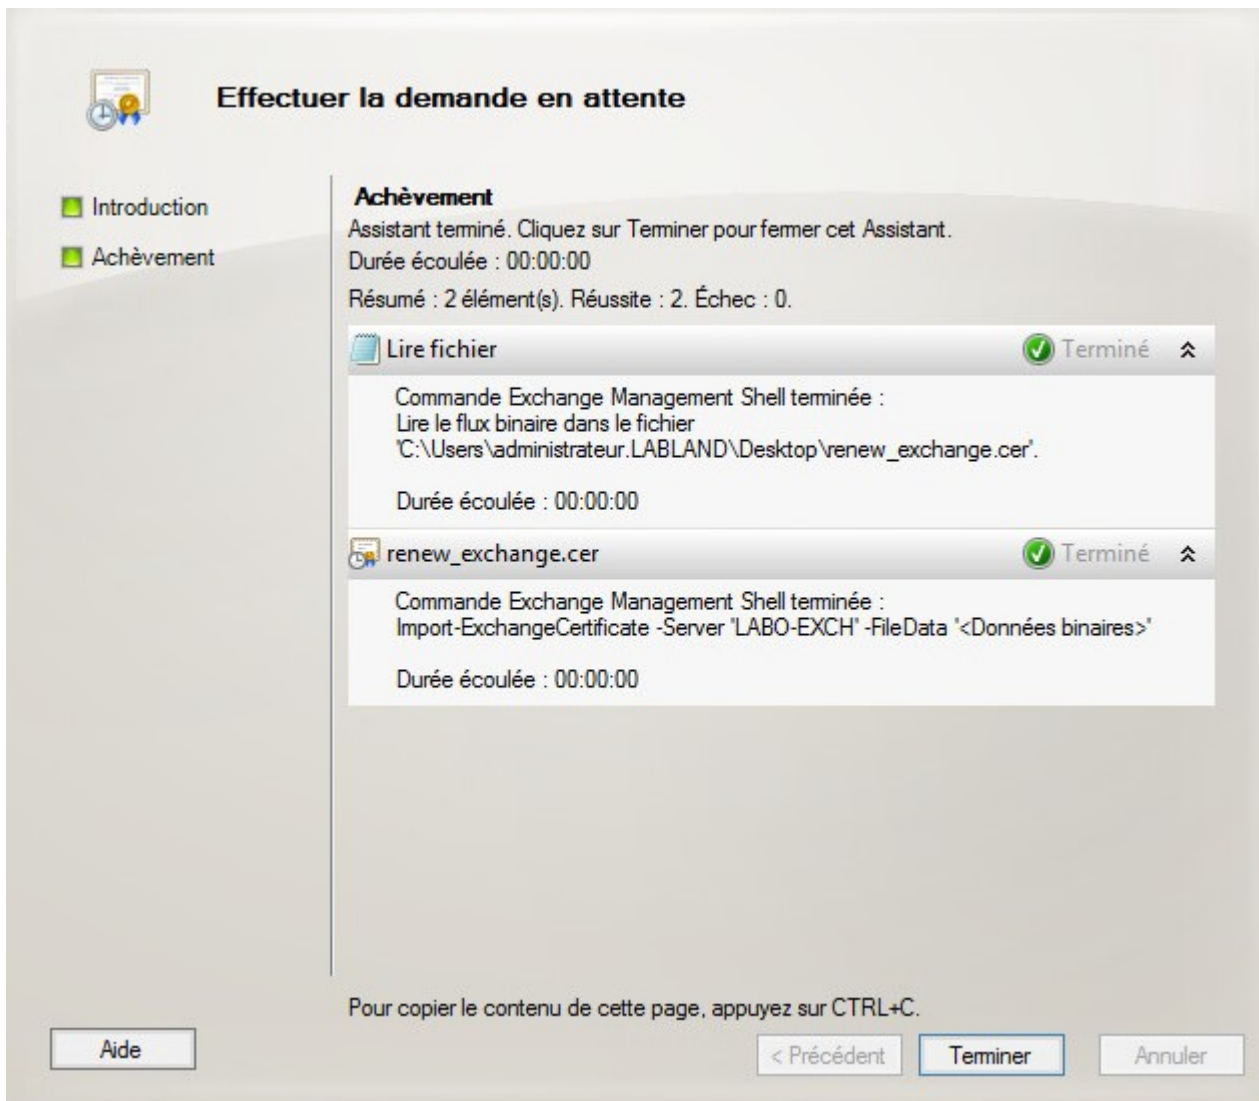 Effectuer la demande en attente
Introduction
Achèvement
Achèvement
Assistant terminé. Cliquez sur Terminer pour fermer cet Assistant.
Durée écoulée : 00:00:00
Résumé : 2 élément(s). Réussite : 2. Échec : 0.
Lire fichier
Terminé
Commande Exchange Management Shell terminée :
Lire le flux binaire dans le fichier
'C:\Users\administrateur.LABLAND\Desktop\renew_exchange.cer'.
Durée écoulée : 00:00:00
renew_exchange.cer
Terminé
Commande Exchange Management Shell terminée :
Import-ExchangeCertificate -Server 'LABO-EXCH' -FileData '<Données binaires>'
Durée écoulée : 00:00:00
Pour copier le contenu de cette page, appuyez sur CTRL+C.
Aide
< Précédent
Terminer
Annuler